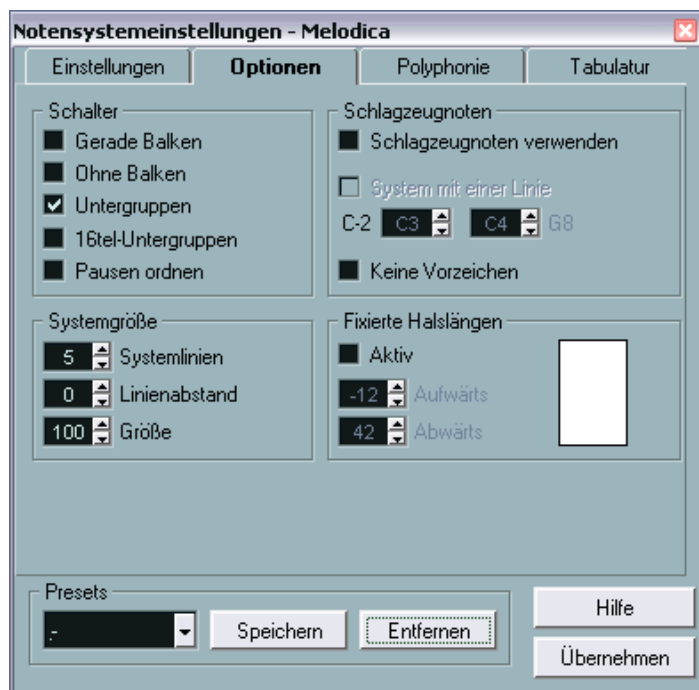 Notensystemeinstellungen - Melodica
Einstellungen Optionen Polyphonie Tabulatur
Schalter
Gerade Balken
Ohne Balken
Untergruppen
16tel-Untergruppen
Pausen ordnen
Schlagzeugnoten
Schlagzeugnoten verwenden
System mit einer Linie
C-2 C3 C4 G8
Keine Vorzeichen
Systemgröße
5 Systemlinien
0 Linienabstand
100 Größe
Fixierte Halslängen
Aktiv
-12 Aufwärts
42 Abwärts
Presets
.-
Speichern
Entfernen
Hilfe
Übernehmen